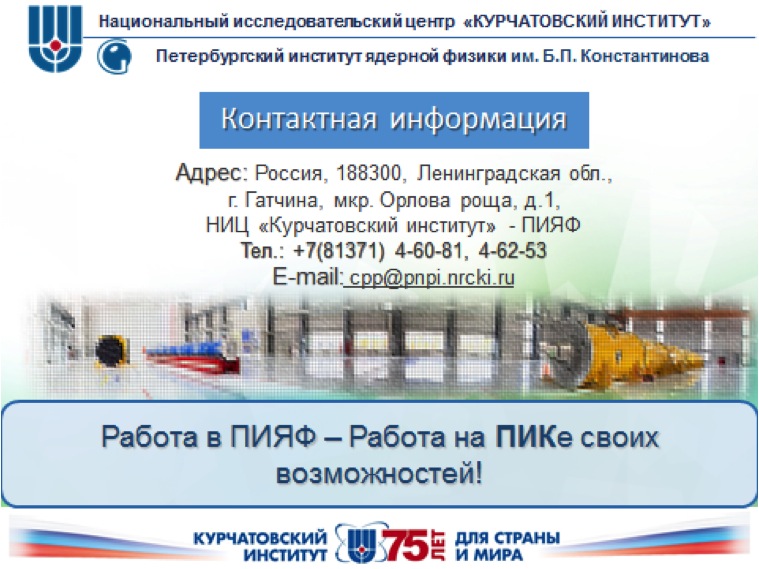 Национальный исследовательский центр «КУРЧАТОВСКИЙ ИНСТИТУТ»
Петербургский институт ядерной физики им. Б.П. Константинова
Контактная информация
Адрес: Россия, 188300, Ленинградская обл.,
г. Гатчина, мкр. Орлова роща, д.1,
НИЦ «Курчатовский институт» - ПИЯФ
Тел.: +7(81371) 4-60-81, 4-62-53
E-mail: cpp@pnpi.nrcki.ru
Работа в ПИЯФ – Работа на ПИКе своих
возможностей!
КУРЧАТОВСКИЙ
ИНСТИТУТ
75 ЛЕТ
ДЛЯ СТРАНЫ
И МИРА